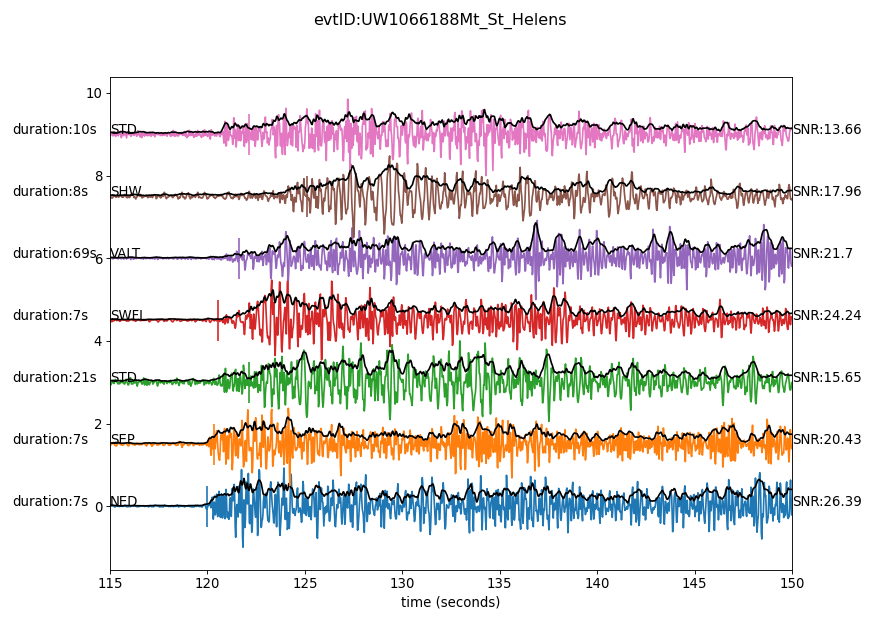 evtID:UW1066188Mt_St_Helens
10
duration:10s STD SNR:13.66
8
duration:8s SHW SNR:17.96
duration:69s VALT SNR:21.7
6
duration:7s SWFL SNR:24.24
4
duration:21s STD SNR:15.65
2
duration:7s SEP SNR:20.43
duration:7s NED SNR:26.39
0
115 120 125 130 135 140 145 150
time (seconds)